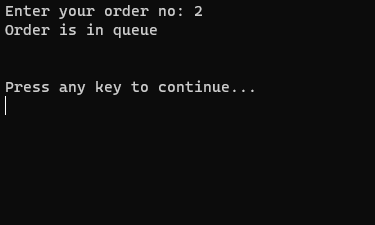 Enter your order no: 2
Order is in queue
Press any key to continue...